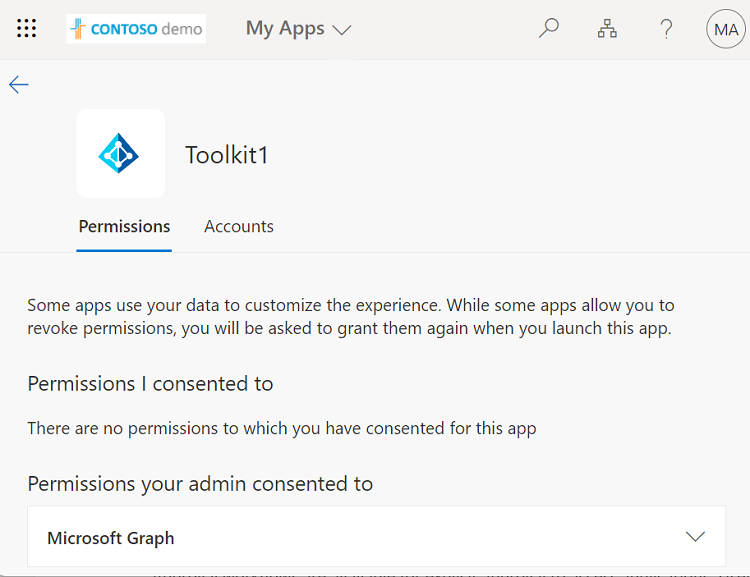 CONTOSO demo
My Apps
MA
Toolkit1
Permissions Accounts
Some apps use your data to customize the experience. While some apps allow you to
revoke permissions, you will be asked to grant them again when you launch this app.
Permissions I consented to
There are no permissions to which you have consented for this app
Permissions your admin consented to
Microsoft Graph